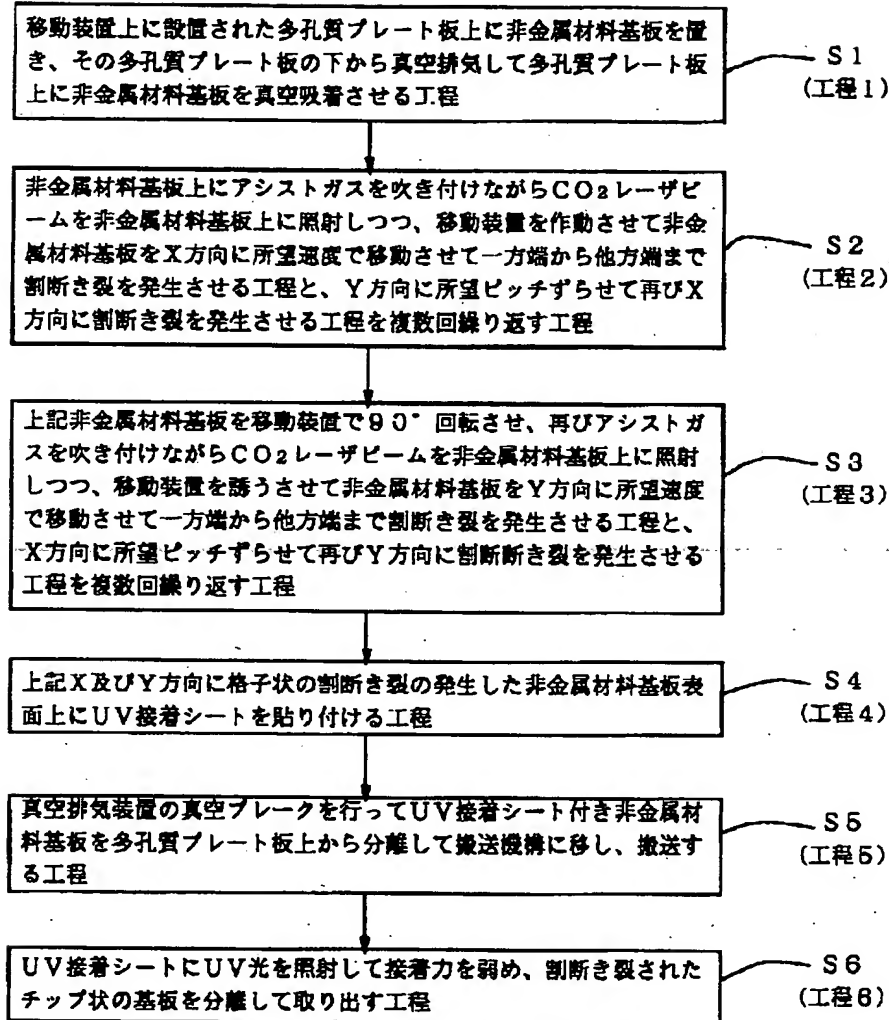 移動装置上に設置された多孔質プレート板上に非金属材料基板を置
き、その多孔質プレート板の下から真空排気して多孔質プレート板
上に非金属材料基板を真空吸着させる工程
S1
(工程1)
非金属材料基板上にアシストガスを吹き付けながらCO2レーザビ
ームを非金属材料基板上に照射しつつ、移動装置を作動させて非金
属材料基板をX方向に所望速度で移動させて一方端から他方端まで
割断き裂を発生させる工程と、Y方向に所望ピッチずらせて再びX
方向に割断き裂を発生させる工程を複数回繰り返す工程
S2
(工程2)
上記非金属材料基板を移動装置で90°回転させ、再びアシストガ
スを吹き付けながらCO2レーザビームを非金属材料基板上に照射
しつつ、移動装置を誘うさせて非金属材料基板をY方向に所望速度
で移動させて一方端から他方端まで割断き裂を発生させる工程と、
X方向に所望ピッチずらせて再びY方向に割断断き裂を発生させる
工程を複数回繰り返す工程
S3
(工程3)
上記X及びY方向に格子状の割断き裂の発生した非金属材料基板表
面上にUV接着シートを貼り付ける工程
S4
(工程4)
真空排気装置の真空ブレークを行ってUV接着シート付き非金属材
料基板を多孔質プレート板上から分離して搬送機構に移し、搬送す
る工程
S5
(工程5)
UV接着シートにUV光を照射して接着力を弱め、割断き裂された
チップ状の基板を分離して取り出す工程
S6
(工程6)